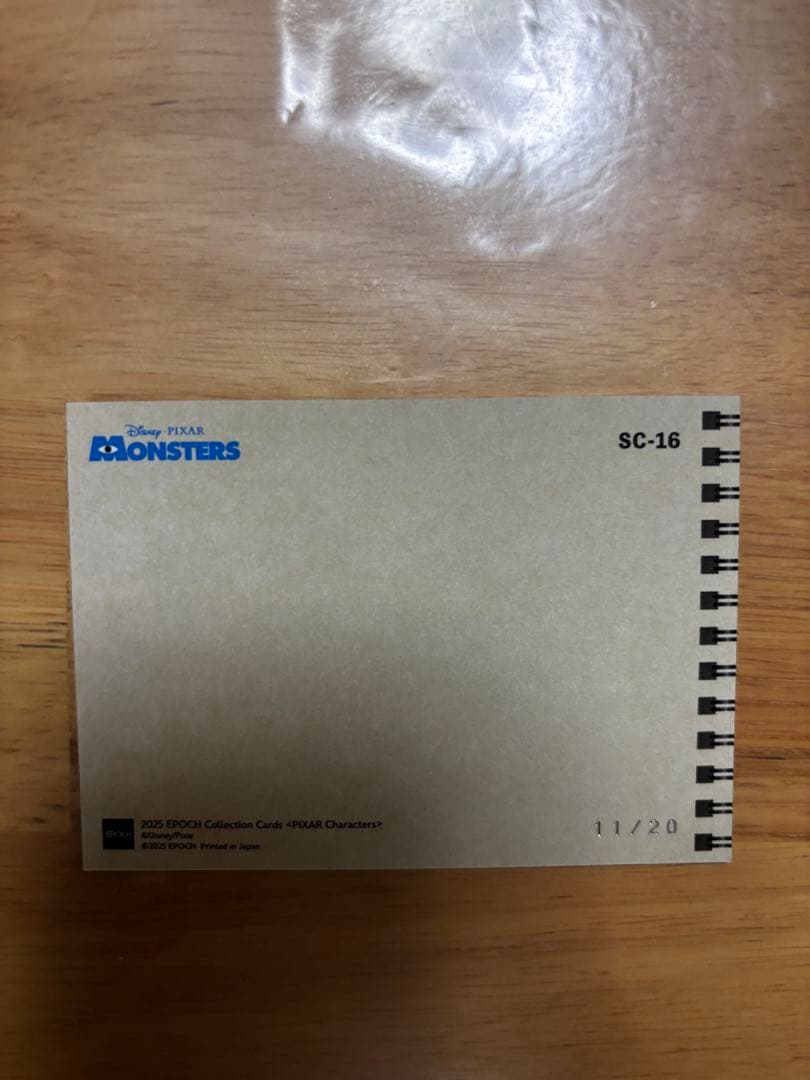 Disney · PIXAR
MONSTERS
SC-16
EPOCH
2025 EPOCH Collection Cards <PIXAR Characters>
©Disney/Pixar
©2025 EPOCH Printed in Japan
11/20